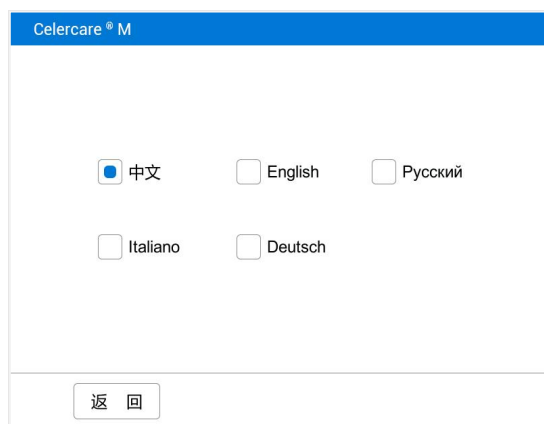 Celercare ® M
中文 English Русский
Italiano Deutsch
返 回